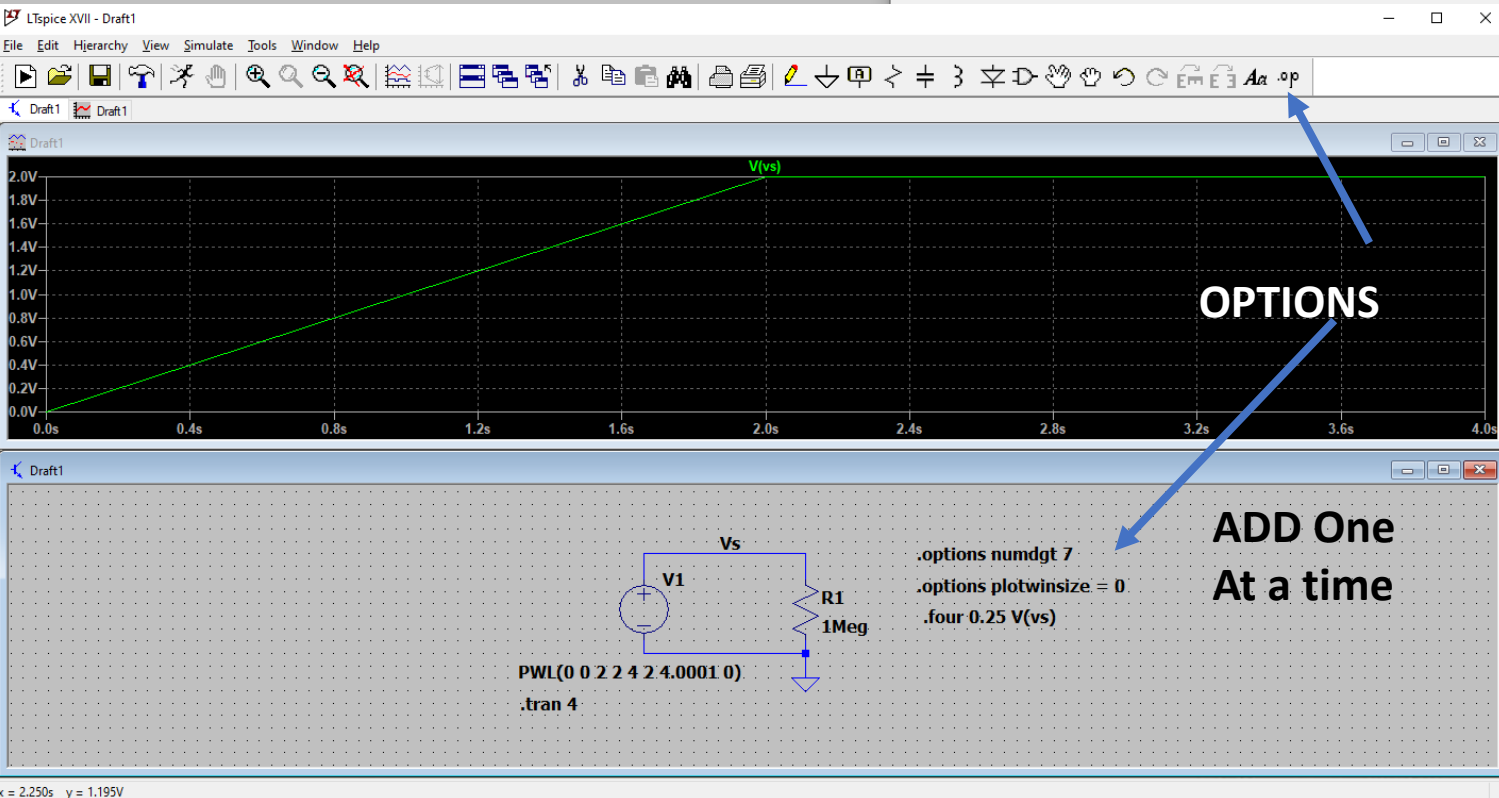 LTspice XVII - Draft1
File Edit Hierarchy View Simulate Tools Window Help
A Aa .op
Draft1 Draft1
Draft1
V(vs)
2.0V
1.8V
1.6V
1.4V
1.2V
1.0V
0.8V
0.6V
0.4V
0.2V
0.0V
0.0s 0.4s 0.8s 1.2s 1.6s 2.0s 2.4s 2.8s 3.2s 3.6s 4.0s
OPTIONS
Draft1
ADD One
At a time
Vs
V1
R1
1Meg
.options numdgt 7
.options plotwinsize = 0
.four 0.25 V(vs)
PWL(0 0 2 2 4 2 4.0001 0)
.tran 4
x = 2.250s y = 1.195V